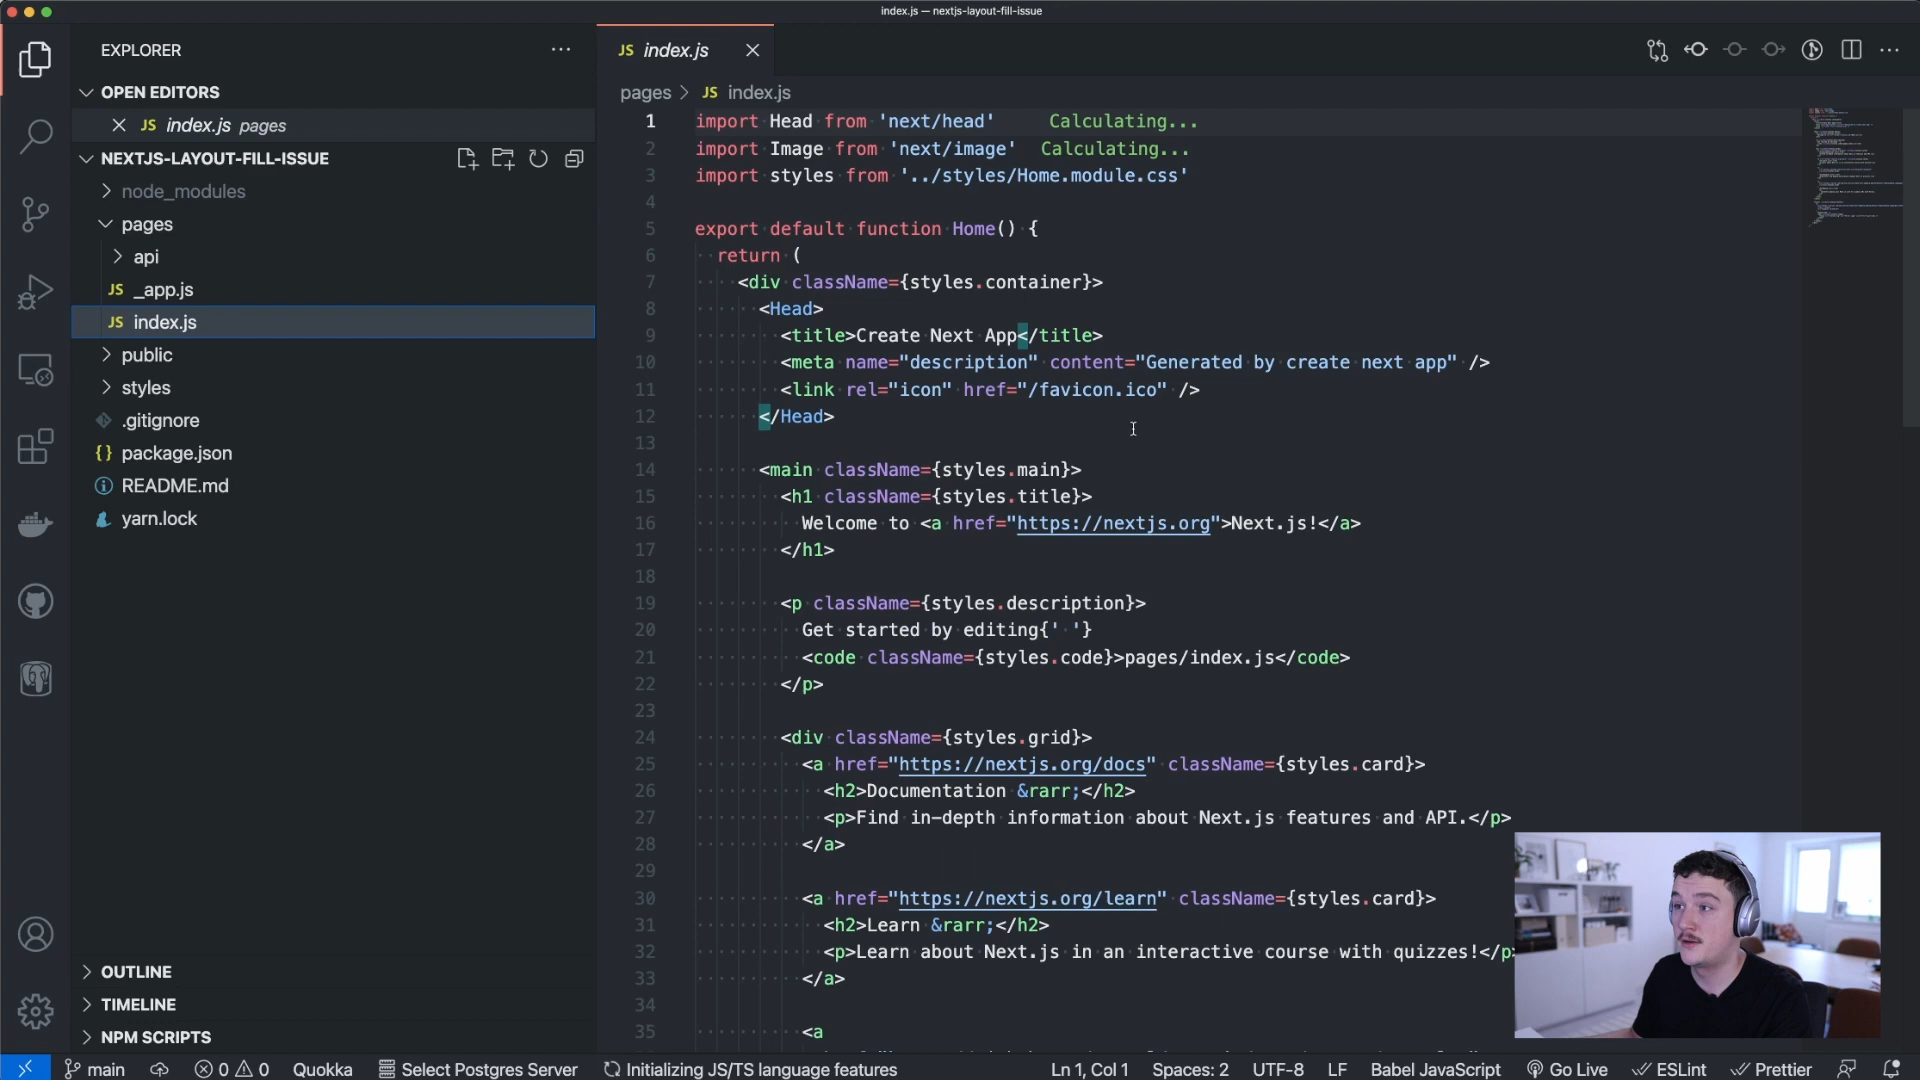 index.js — nextjs-layout-fill-issue
EXPLORER
OPEN EDITORS
JS index.js pages
NEXTJS-LAYOUT-FILL-ISSUE
node_modules
pages
api
JS _app.js
JS index.js
public
styles
.gitignore
{} package.json
README.md
yarn.lock
OUTLINE
TIMELINE
NPM SCRIPTS
JS index.js
pages > JS index.js
1 import Head from 'next/head' Calculating...
2 import Image from 'next/image' Calculating...
3 import styles from '../styles/Home.module.css'
4
5 export default function Home() {
6 return (
7 <div className={styles.container}>
8 <Head>
9 <title>Create Next App</title>
10 <meta name="description" content="Generated by create next app" />
11 <link rel="icon" href="/favicon.ico" />
12 </Head>
13
14 <main className={styles.main}>
15 <h1 className={styles.title}>
16 Welcome to <a href="https://nextjs.org">Next.js!</a>
17 </h1>
18
19 <p className={styles.description}>
20 Get started by editing{' '}
21 <code className={styles.code}>pages/index.js</code>
22 </p>
23
24 <div className={styles.grid}>
25 <a href="https://nextjs.org/docs" className={styles.card}>
26 <h2>Documentation &rarr;</h2>
27 <p>Find in-depth information about Next.js features and API.</p>
28 </a>
29
30 <a href="https://nextjs.org/learn" className={styles.card}>
31 <h2>Learn &rarr;</h2>
32 <p>Learn about Next.js in an interactive course with quizzes!</p>
33 </a>
34
35 <a
main 0 0 Quokka Select Postgres Server Initializing JS/TS language features Ln 1, Col 1 Spaces: 2 UTF-8 LF Babel JavaScript Go Live ESLint Prettier